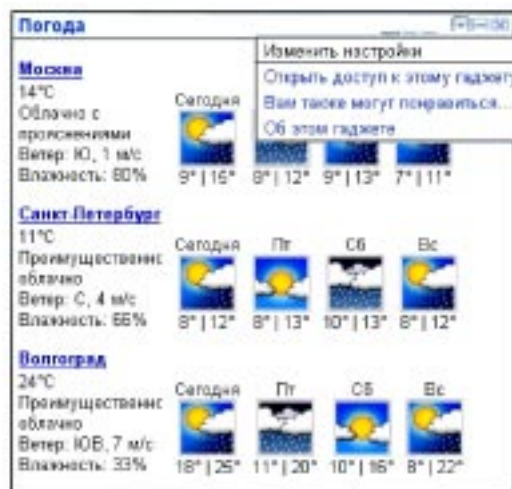 Погода
Изменить настройки
Открыть доступ к этому гаджету
Вам также могут понравиться...
Об этом гаджете
Москва
14°C
Облачно с
прояснениями
Ветер: Ю, 1 м/с
Влажность: 80%
Сегодня
9° | 16° 8° | 12° 9° | 13° 7° | 11°
Санкт-Петербург
11°C
Преимущественно
облачно
Ветер: С, 4 м/с
Влажность: 66%
Сегодня Пт Сб Вс
8° | 12° 8° | 13° 10° | 13° 8° | 12°
Волгоград
24°C
Преимущественно
облачно
Ветер: ЮВ, 7 м/с
Влажность: 33%
Сегодня Пт Сб Вс
18° | 25° 11° | 20° 10° | 16° 8° | 22°